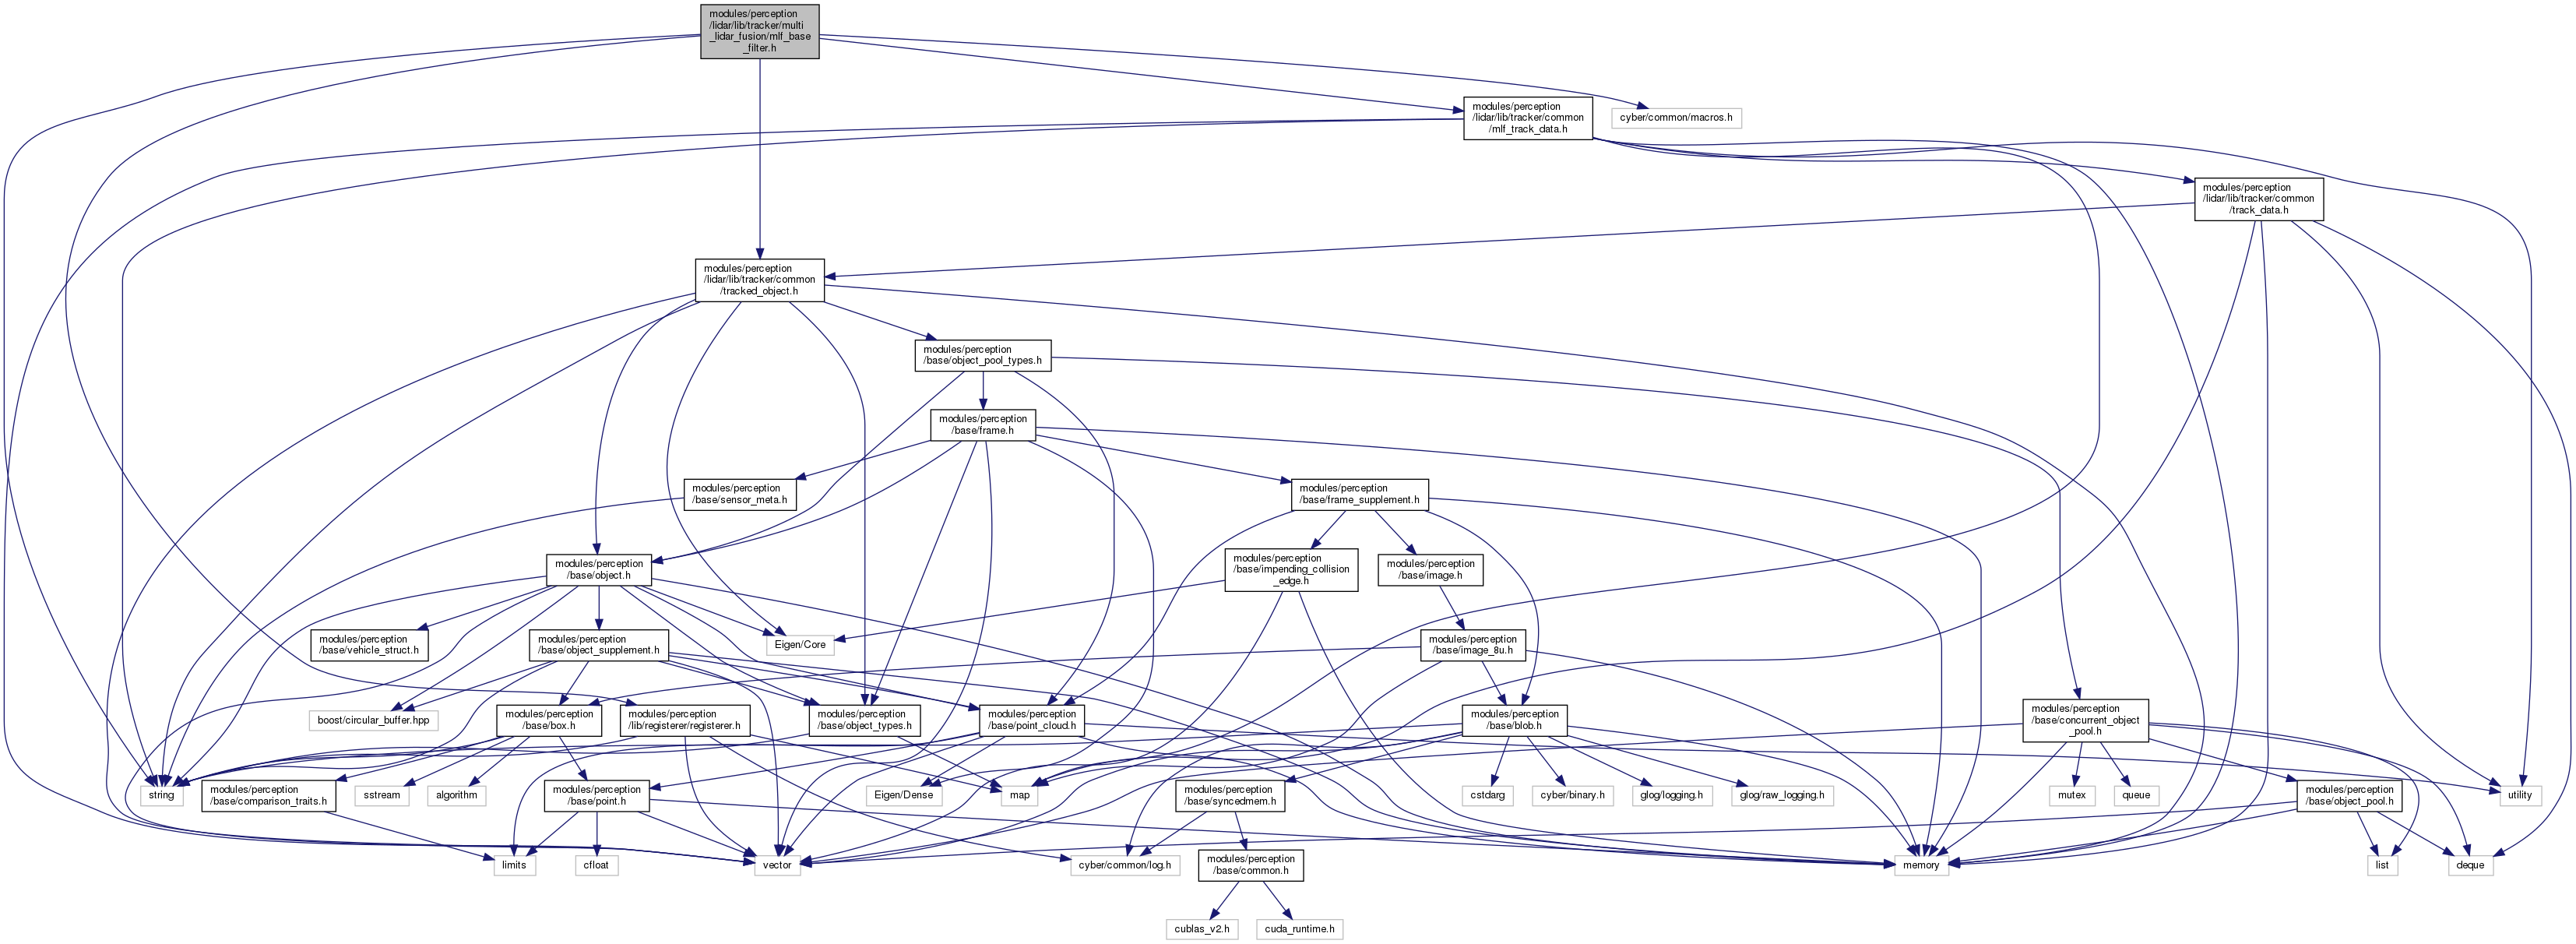 modules/perception
/lidar/lib/tracker/multi
_lidar_fusion/mlf_base
_filter.h
modules/perception
/lidar/lib/tracker/common
/mlf_track_data.h
cyber/common/macros.h
modules/perception
/lidar/lib/tracker/common
/track_data.h
modules/perception
/lidar/lib/tracker/common
/tracked_object.h
modules/perception
/base/object_pool_types.h
modules/perception
/base/frame.h
modules/perception
/base/sensor_meta.h
modules/perception
/base/frame_supplement.h
modules/perception
/base/object.h
modules/perception
/base/impending_collision
_edge.h
modules/perception
/base/image.h
modules/perception
/base/vehicle_struct.h
modules/perception
/base/object_supplement.h
Eigen/Core
modules/perception
/base/image_8u.h
boost/circular_buffer.hpp
modules/perception
/base/box.h
modules/perception
/lib/registerer/registerer.h
modules/perception
/base/object_types.h
modules/perception
/base/point_cloud.h
modules/perception
/base/blob.h
modules/perception
/base/concurrent_object
_pool.h
string
modules/perception
/base/comparison_traits.h
sstream
algorithm
modules/perception
/base/point.h
Eigen/Dense
map
modules/perception
/base/syncedmem.h
cstdarg
cyber/binary.h
glog/logging.h
glog/raw_logging.h
mutex
queue
modules/perception
/base/object_pool.h
utility
limits
cfloat
vector
cyber/common/log.h
modules/perception
/base/common.h
memory
list
deque
cublas_v2.h
cuda_runtime.h